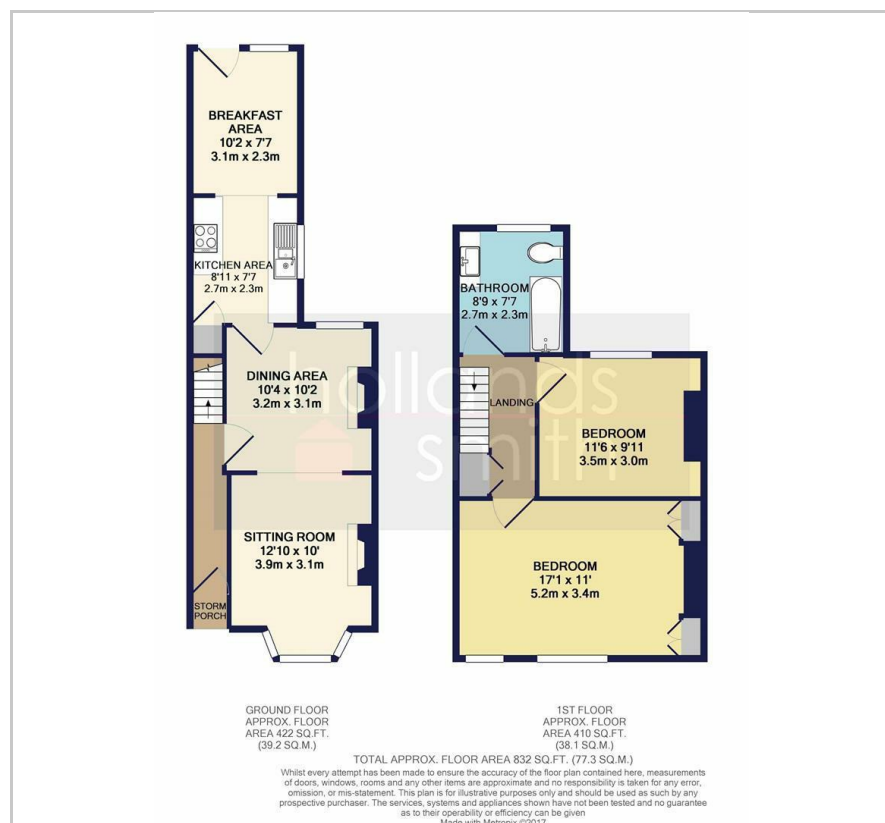 BREAKFAST
AREA
10'2 x 7'7
3.1m x 2.3m
KITCHEN AREA
8'11 x 7'7
2.7m x 2.3m
DINING AREA
10'4 x 10'2
3.2m x 3.1m
SITTING ROOM
12'10 x 10'
3.9m x 3.1m
STORM
PORCH
BATHROOM
8'9 x 7'7
2.7m x 2.3m
LANDING
BEDROOM
11'6 x 9'11
3.5m x 3.0m
BEDROOM
17'1 x 11'
5.2m x 3.4m
hollands
smith
GROUND FLOOR
APPROX. FLOOR
AREA 422 SQ.FT.
(39.2 SQ.M.)
1ST FLOOR
APPROX. FLOOR
AREA 410 SQ.FT.
(38.1 SQ.M.)
TOTAL APPROX. FLOOR AREA 832 SQ.FT. (77.3 SQ.M.)
Whilst every attempt has been made to ensure the accuracy of the floor plan contained here, measurements
of doors, windows, rooms and any other items are approximate and no responsibility is taken for any error,
omission, or mis-statement. This plan is for illustrative purposes only and should be used as such by any
prospective purchaser. The services, systems and appliances shown have not been tested and no guarantee
as to their operability or efficiency can be given
Made with Metropix ©2017